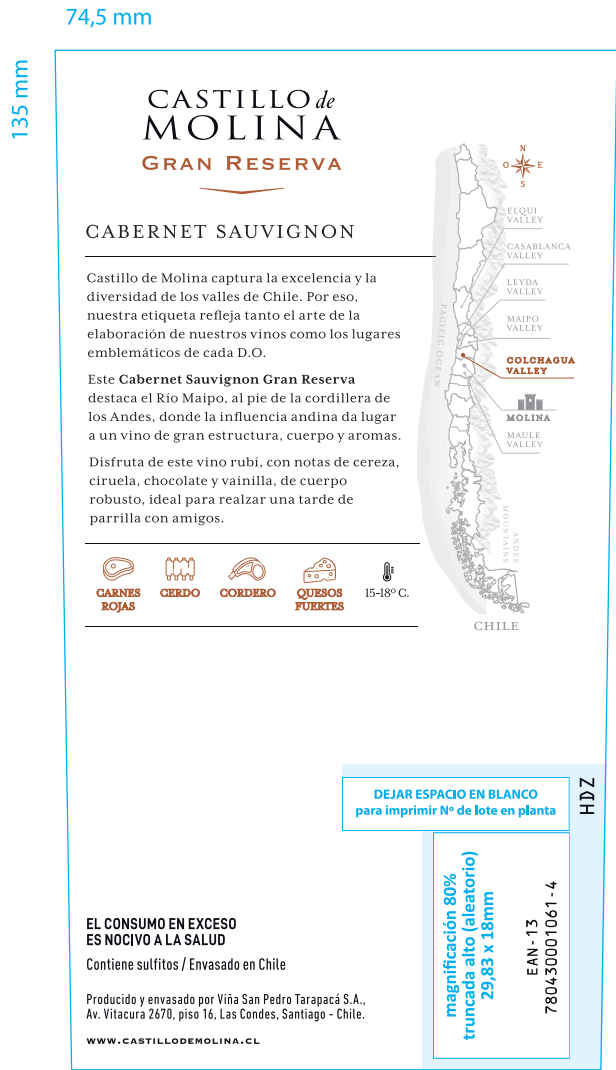 74,5 mm
135 mm
CASTILLO de
MOLINA
GRAN RESERVA
CABERNET SAUVIGNON
Castillo de Molina captura la excelencia y la
diversidad de los valles de Chile. Por eso,
nuestra etiqueta refleja tanto el arte de la
elaboración de nuestros vinos como los lugares
emblemáticos de cada D.O.
Este Cabernet Sauvignon Gran Reserva
destaca el Río Maipo, al pie de la cordillera de
los Andes, donde la influencia andina da lugar
a un vino de gran estructura, cuerpo y aromas.
Disfruta de este vino rubí, con notas de cereza,
ciruela, chocolate y vainilla, de cuerpo
robusto, ideal para realzar una tarde de
parrilla con amigos.
CARNES
ROJAS
CERDO
CORDERO
QUESOS
FUERTES
15-18º C.
N
O
E
S
ELQUI
VALLEY
CASABLANCA
VALLEY
LEYDA
VALLEY
MAIPO
VALLEY
COLCHAGUA
VALLEY
MOLINA
MAULE
VALLEY
PACIFIC OCEAN
ANDES
MOUNTAINS
CHILE
DEJAR ESPACIO EN BLANCO
para imprimir Nº de lote en planta
HDZ
magnificación 80%
truncada alto (aleatorio)
29,83 x 18mm
EAN-13
780430001061-4
EL CONSUMO EN EXCESO
ES NOCIVO A LA SALUD
Contiene sulfitos / Envasado en Chile
Producido y envasado por Viña San Pedro Tarapacá S.A.,
Av. Vitacura 2670, piso 16, Las Condes, Santiago - Chile.
WWW.CASTILLODEMOLINA.CL